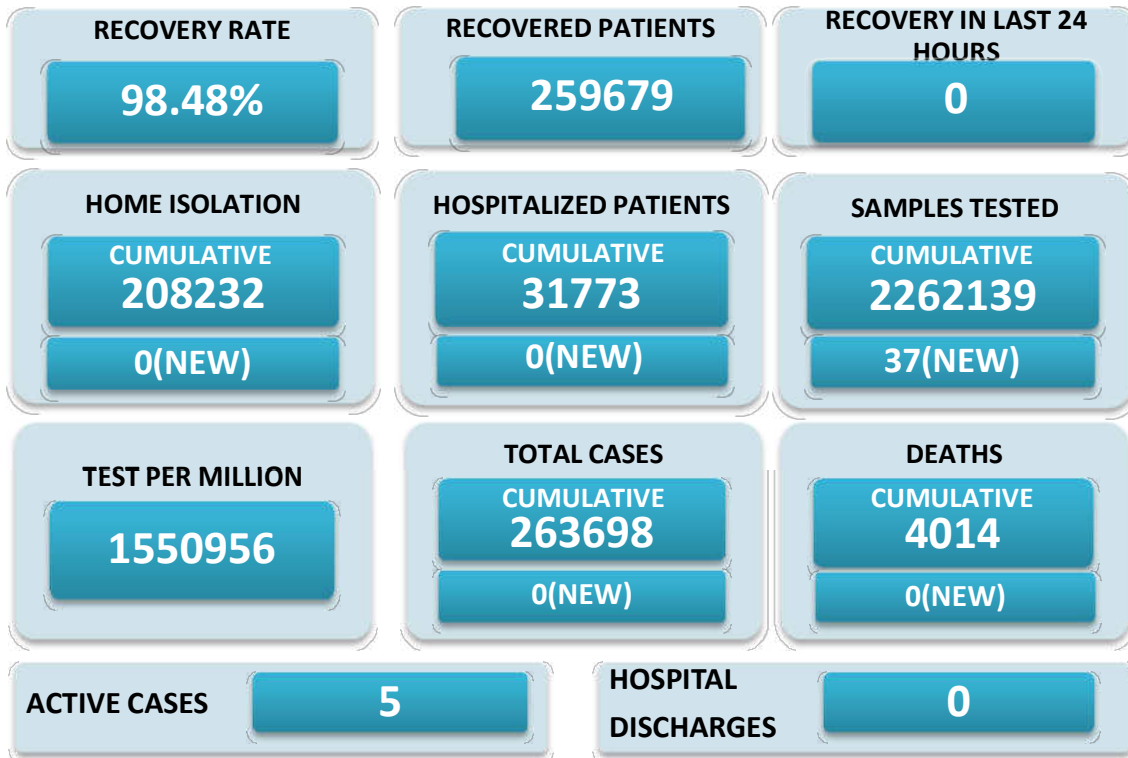 RECOVERY RATE
98.48%
RECOVERED PATIENTS
259679
RECOVERY IN LAST 24
HOURS
0
HOME ISOLATION
CUMULATIVE
208232
0(NEW)
HOSPITALIZED PATIENTS
CUMULATIVE
31773
0(NEW)
SAMPLES TESTED
CUMULATIVE
2262139
37(NEW)
TEST PER MILLION
1550956
TOTAL CASES
CUMULATIVE
263698
0(NEW)
DEATHS
CUMULATIVE
4014
0(NEW)
ACTIVE CASES
5
HOSPITAL
DISCHARGES
0